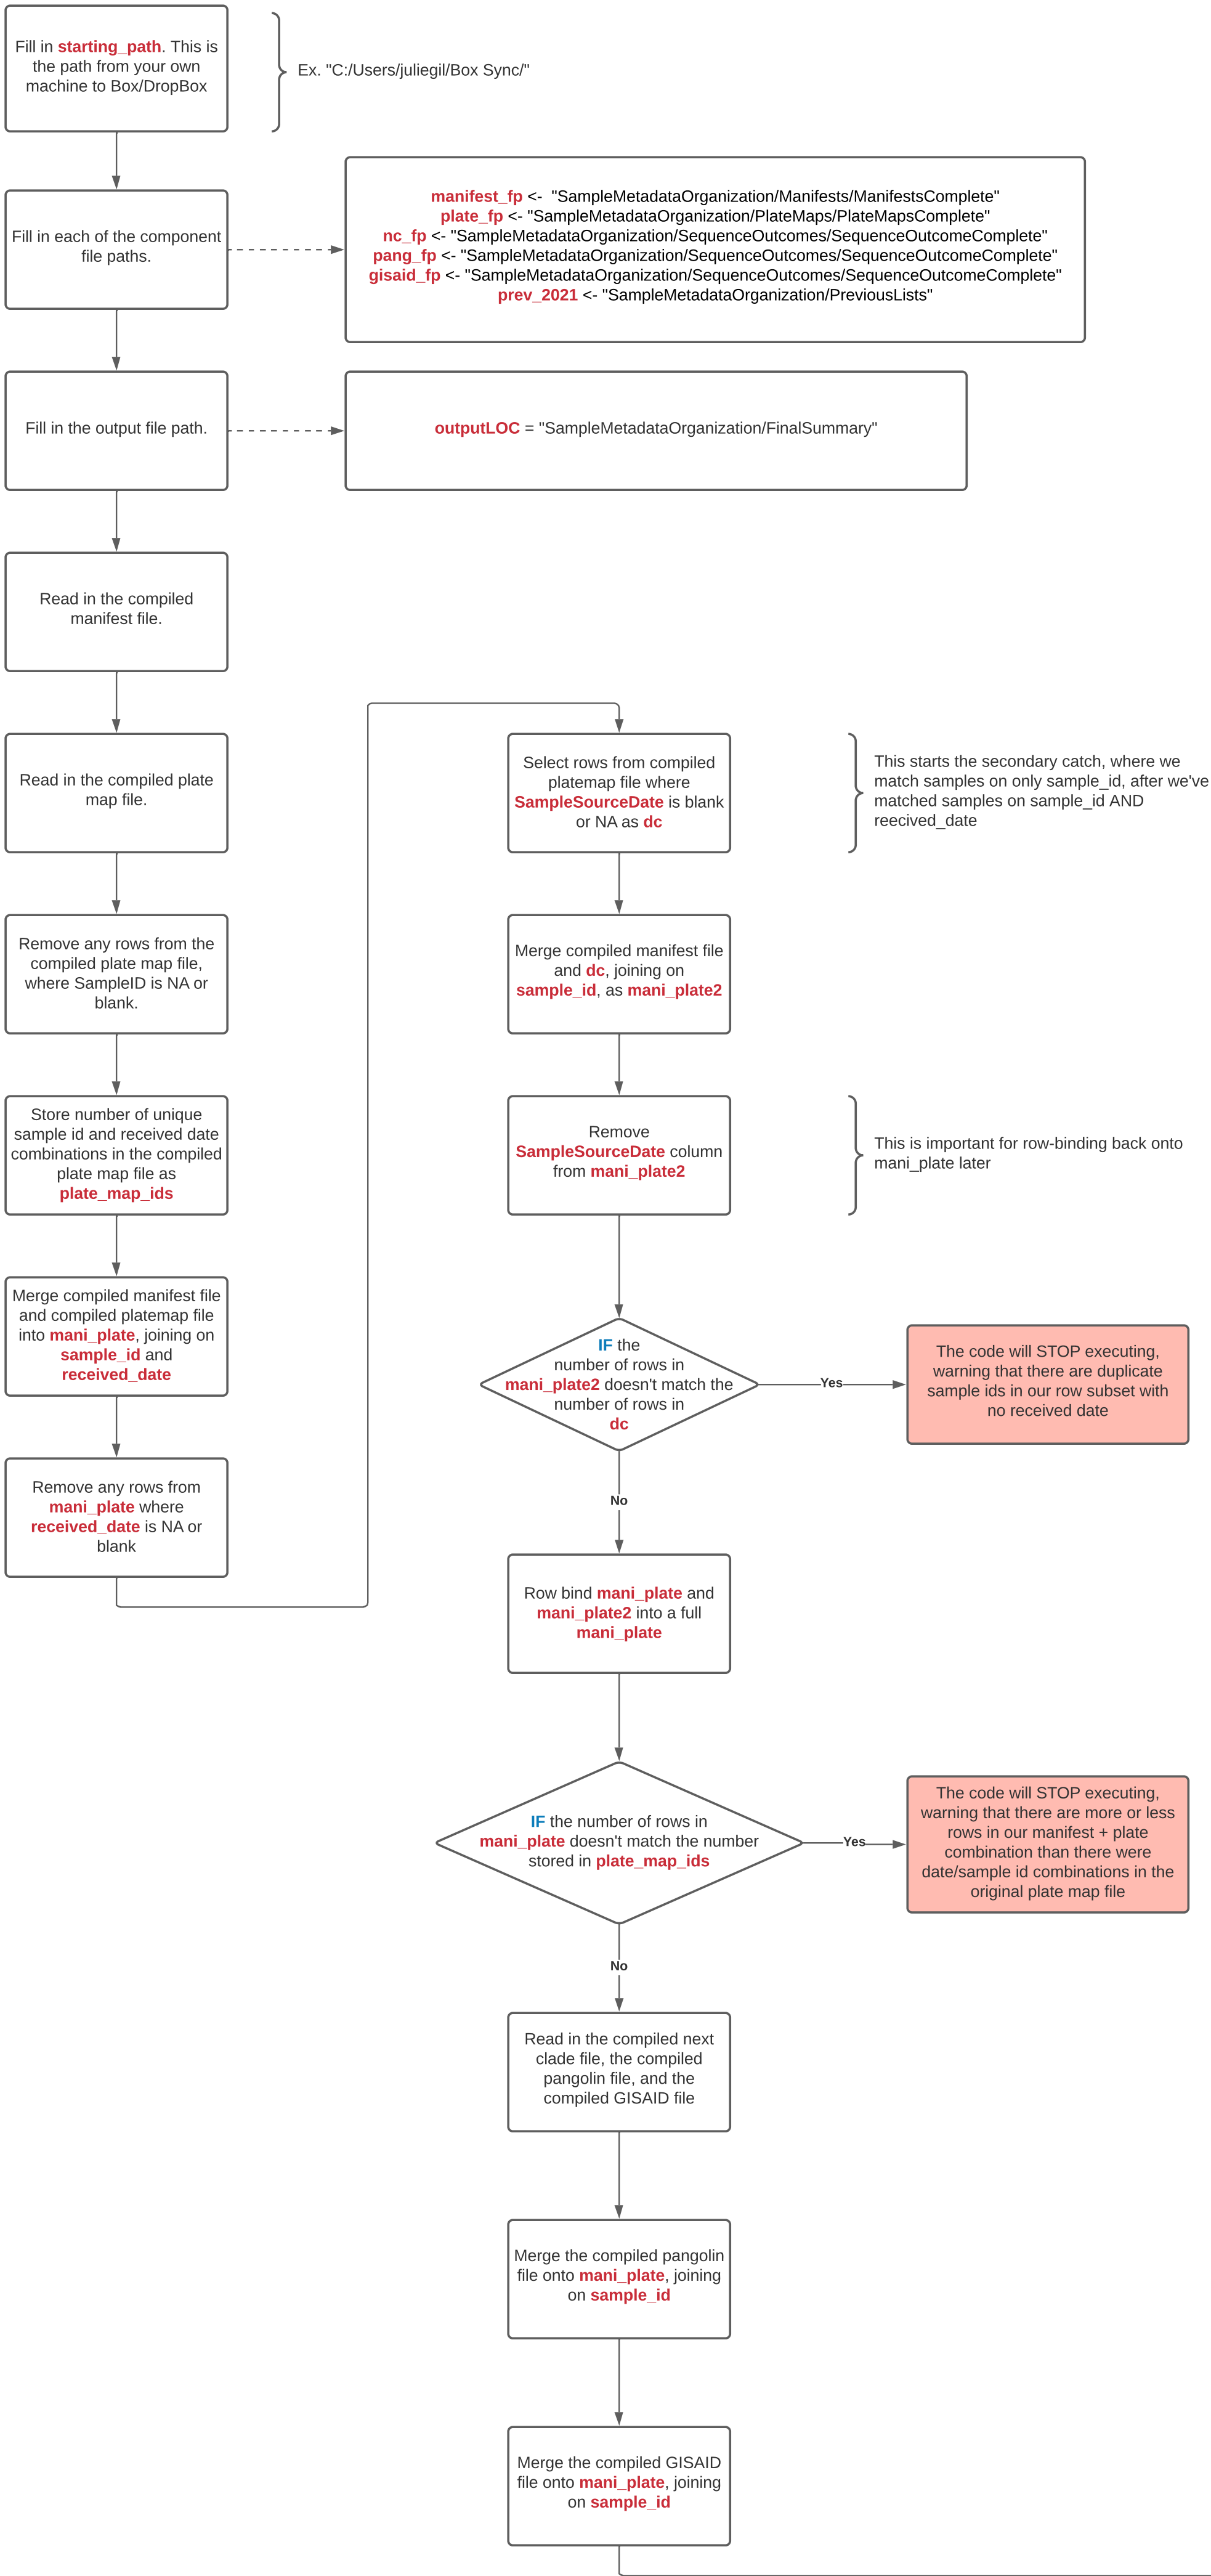 Fill in starting_path. This is
the path from your own
machine to Box/DropBox
Ex. "C:/Users/juliegil/Box Sync/"
Fill in each of the component
file paths.
manifest_fp <- "SampleMetadataOrganization/Manifests/ManifestsComplete"
plate_fp <- "SampleMetadataOrganization/PlateMaps/PlateMapsComplete"
nc_fp <- "SampleMetadataOrganization/SequenceOutcomes/SequenceOutcomeComplete"
pang_fp <- "SampleMetadataOrganization/SequenceOutcomes/SequenceOutcomeComplete"
gisaid_fp <- "SampleMetadataOrganization/SequenceOutcomes/SequenceOutcomeComplete"
prev_2021 <- "SampleMetadataOrganization/PreviousLists"
Fill in the output file path.
outputLOC = "SampleMetadataOrganization/FinalSummary"
Read in the compiled
manifest file.
Read in the compiled plate
map file.
Remove any rows from the
compiled plate map file,
where SampleID is NA or
blank.
Store number of unique
sample id and received date
combinations in the compiled
plate map file as
plate_map_ids
Merge compiled manifest file
and compiled platemap file
into mani_plate, joining on
sample_id and
received_date
Remove any rows from
mani_plate where
received_date is NA or
blank
Select rows from compiled
platemap file where
SampleSourceDate is blank
or NA as dc
This starts the secondary catch, where we
match samples on only sample_id, after we've
matched samples on sample_id AND
reecived_date
Merge compiled manifest file
and dc, joining on
sample_id, as mani_plate2
Remove
SampleSourceDate column
from mani_plate2
This is important for row-binding back onto
mani_plate later
IF the
number of rows in
mani_plate2 doesn't match the
number of rows in
dc
Yes
The code will STOP executing,
warning that there are duplicate
sample ids in our row subset with
no received date
No
Row bind mani_plate and
mani_plate2 into a full
mani_plate
IF the number of rows in
mani_plate doesn't match the number
stored in plate_map_ids
Yes
The code will STOP executing,
warning that there are more or less
rows in our manifest + plate
combination than there were
date/sample id combinations in the
original plate map file
No
Read in the compiled next
clade file, the compiled
pangolin file, and the
compiled GISAID file
Merge the compiled pangolin
file onto mani_plate, joining
on sample_id
Merge the compiled GISAID
file onto mani_plate, joining
on sample_id